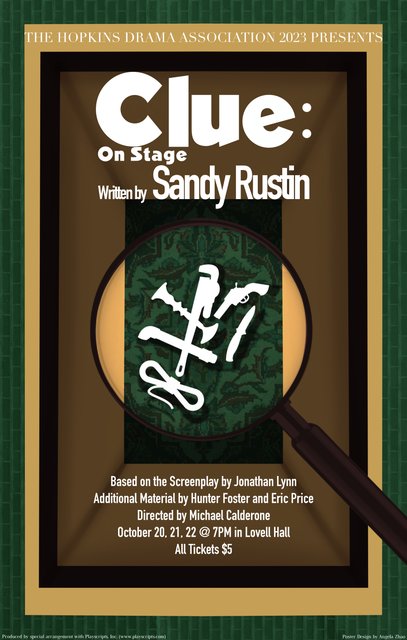 THE HOPKINS DRAMA ASSOCIATION 2023 PRESENTS
Clue:
On Stage
Written by Sandy Rustin
Based on the Screenplay by Jonathan Lynn
Additional Material by Hunter Foster and Eric Price
Directed by Michael Calderone
October 20, 21, 22 @ 7PM in Lovell Hall
All Tickets $5
Produced by special arrangement with Playscripts, Inc. (www.playscripts.com)
Poster Design by Angela Zhao